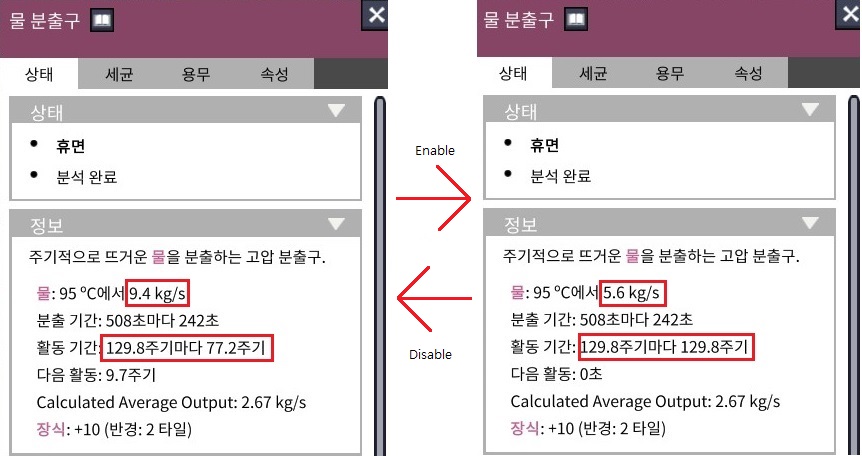 물 분출구
상태 세균 용무 속성
상태
• 휴면
• 분석 완료
정보
주기적으로 뜨거운 물을 분출하는 고압 분출구.
물: 95 ºC에서 9.4 kg/s
분출 기간: 508초마다 242초
활동 기간: 129.8주기마다 77.2주기
다음 활동: 9.7주기
Calculated Average Output: 2.67 kg/s
장식: +10 (반경: 2 타일)
Enable
Disable
물 분출구
상태 세균 용무 속성
상태
• 휴면
• 분석 완료
정보
주기적으로 뜨거운 물을 분출하는 고압 분출구.
물: 95 ºC에서 5.6 kg/s
분출 기간: 508초마다 242초
활동 기간: 129.8주기마다 129.8주기
다음 활동: 0초
Calculated Average Output: 2.67 kg/s
장식: +10 (반경: 2 타일)